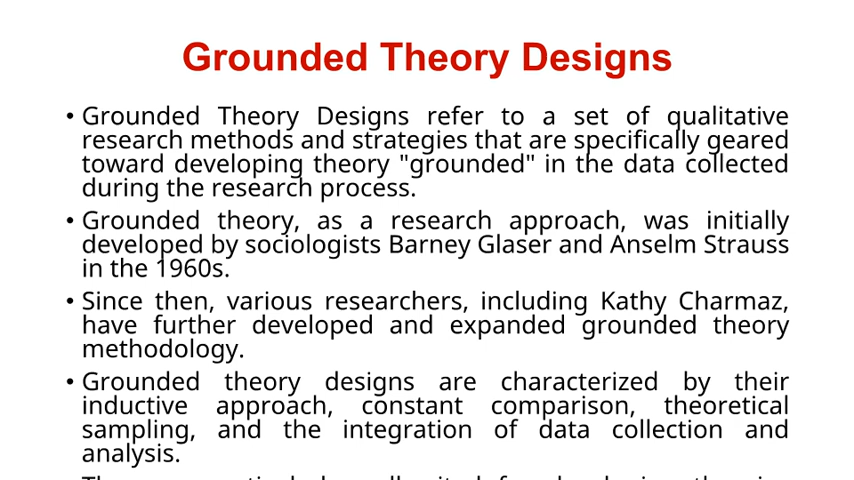 Grounded Theory Designs
• Grounded Theory Designs refer to a set of qualitative
research methods and strategies that are specifically geared
toward developing theory "grounded" in the data collected
during the research process.
• Grounded theory, as a research approach, was initially
developed by sociologists Barney Glaser and Anselm Strauss
in the 1960s.
• Since then, various researchers, including Kathy Charmaz,
have further developed and expanded grounded theory
methodology.
• Grounded theory designs are characterized by their
inductive approach, constant comparison, theoretical
sampling, and the integration of data collection and
analysis.